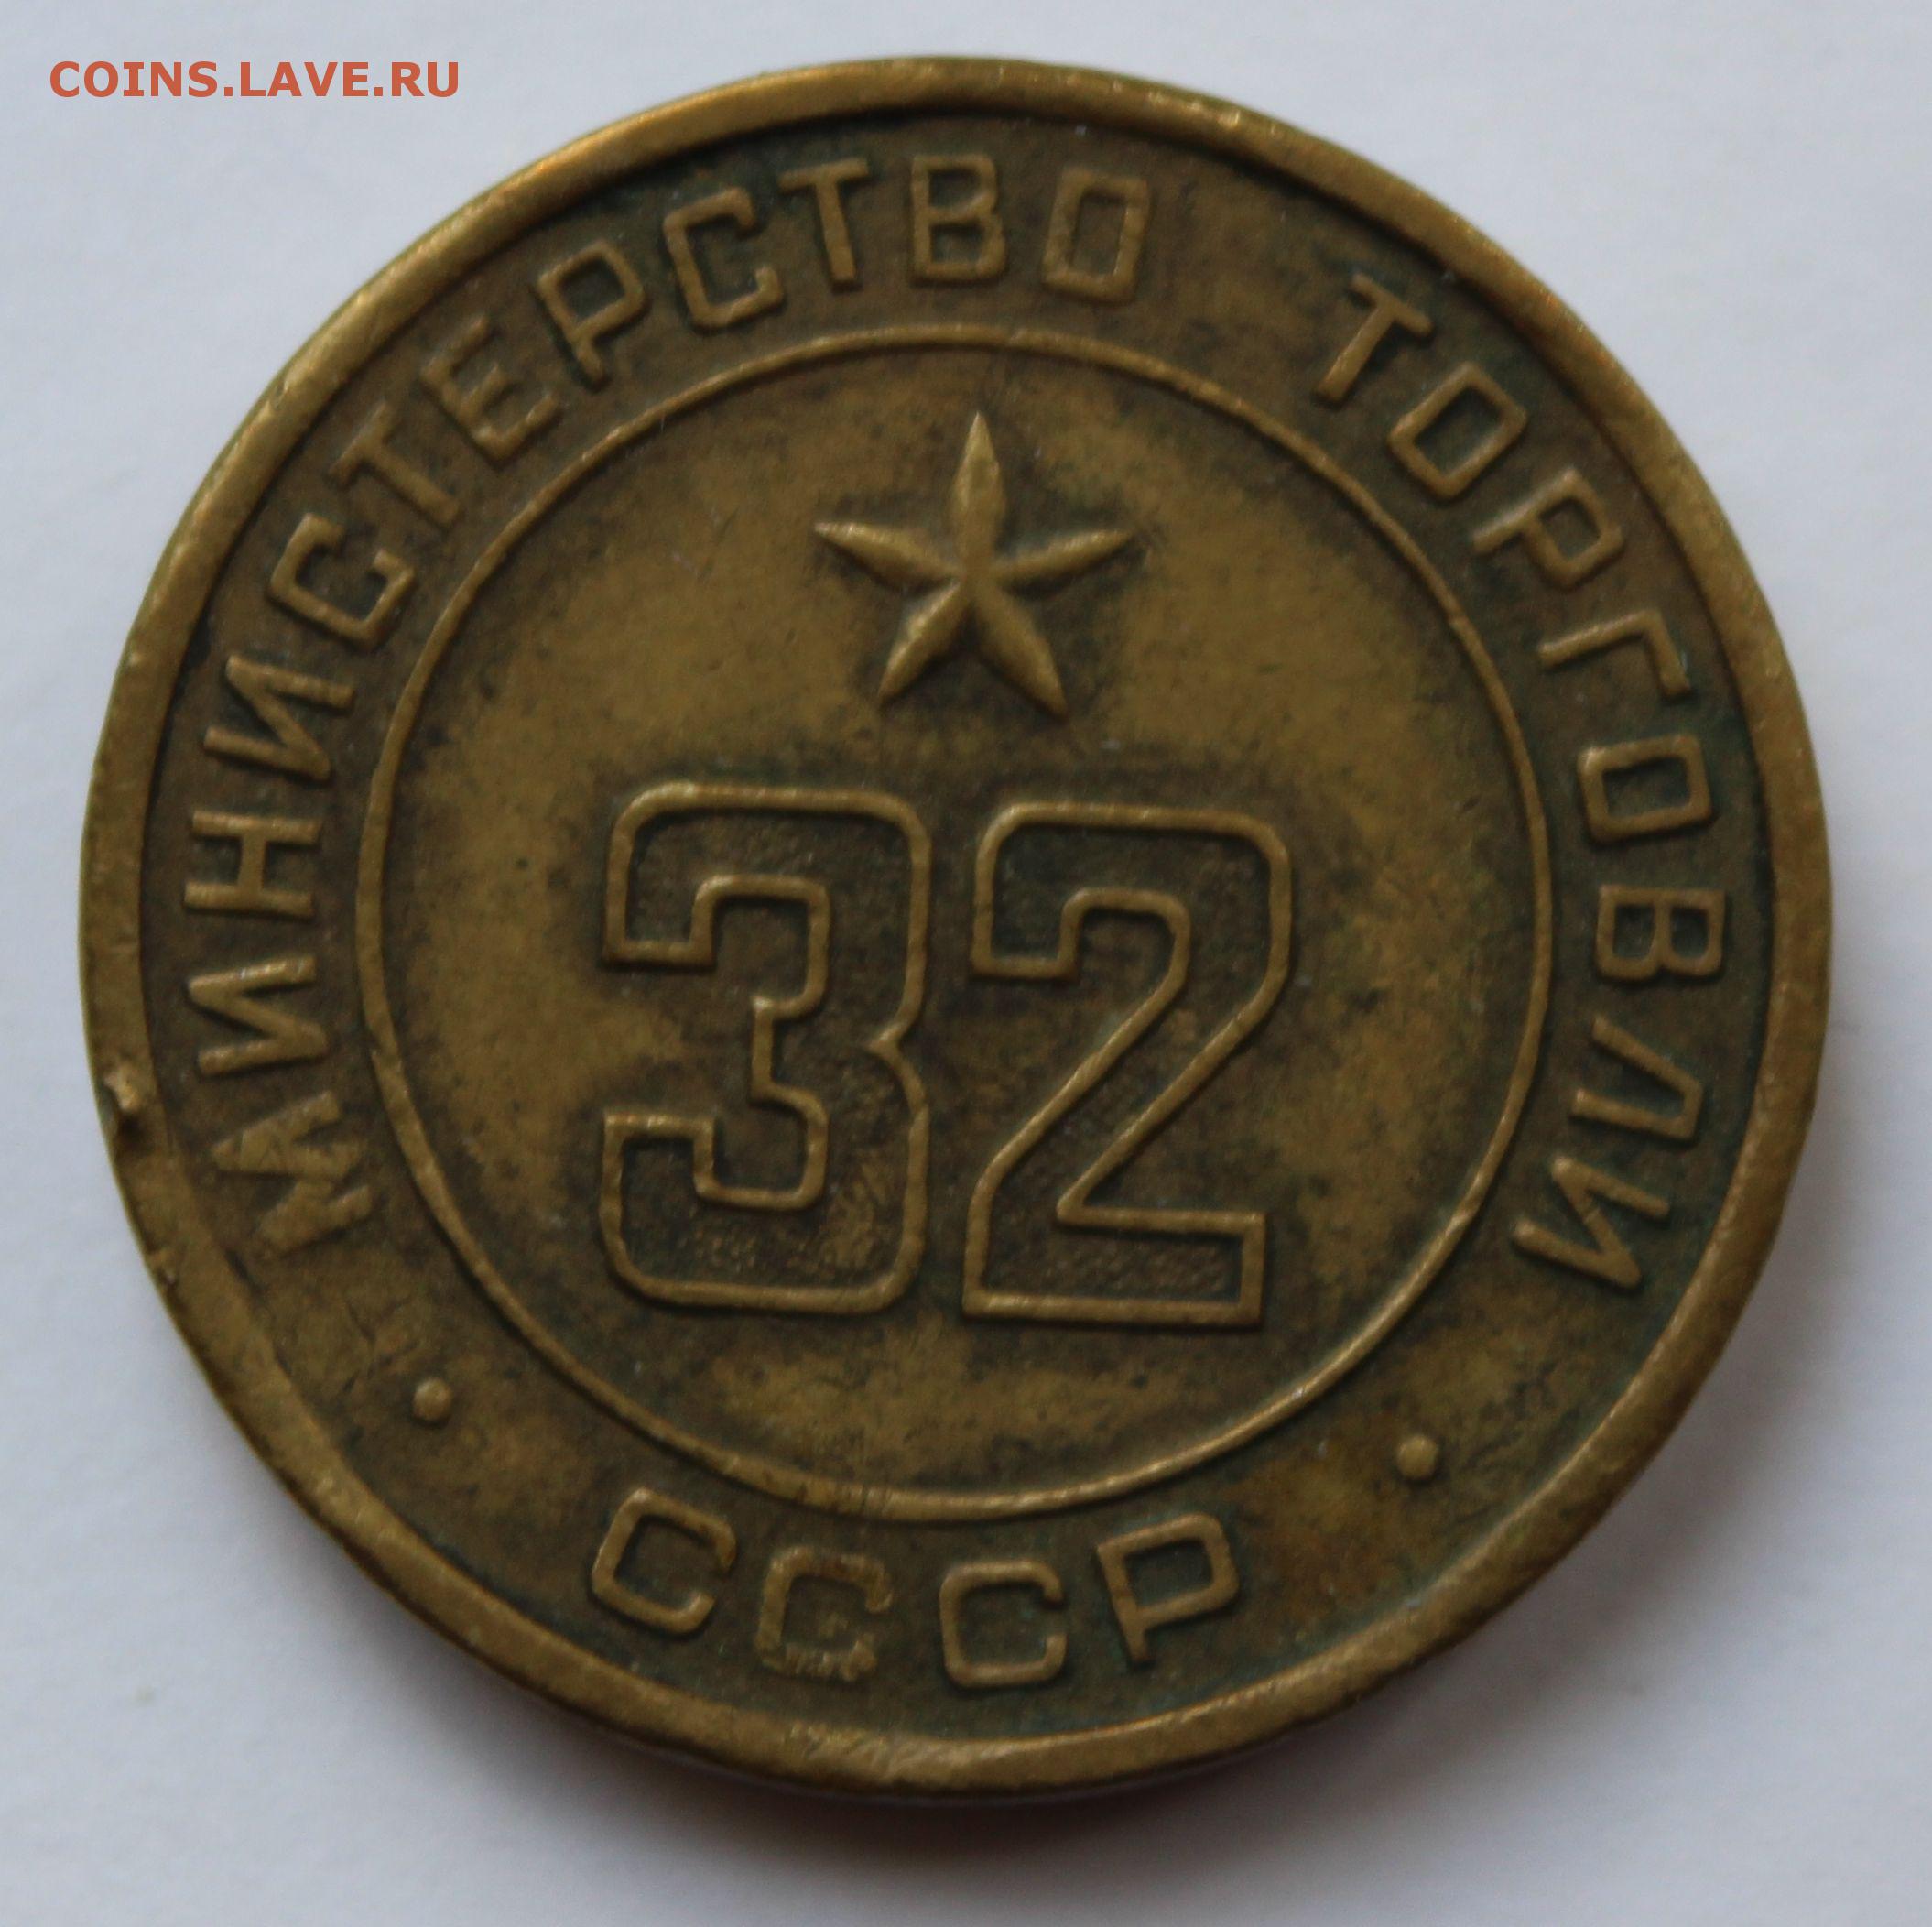 COINS.LAVE.RU
МИНИСТЕРСТВО ТОРГОВЛИ
32
• СССР •